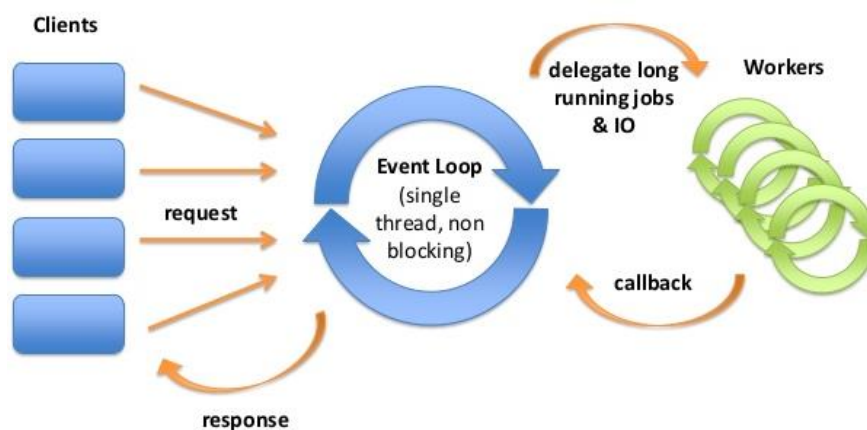 Clients
request
response
Event Loop
(single
thread, non
blocking)
delegate long
running jobs
& IO
callback
Workers